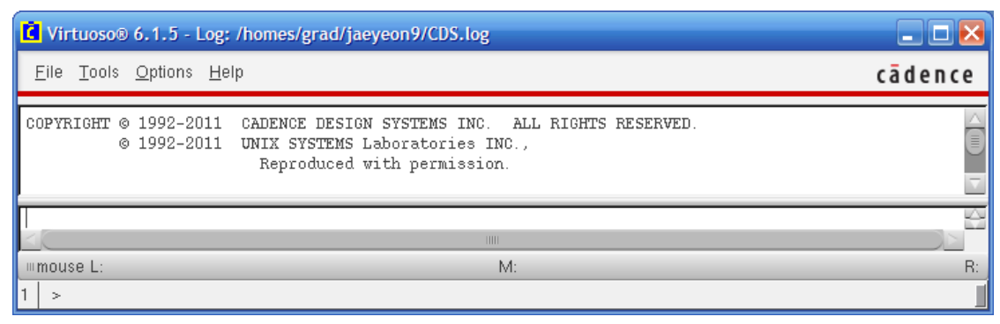 Virtuoso® 6.1.5 - Log: /homes/grad/jaeyeon9/CDS.log
File Tools Options Help
cādence
COPYRIGHT © 1992-2011 CADENCE DESIGN SYSTEMS INC. ALL RIGHTS RESERVED.
© 1992-2011 UNIX SYSTEMS Laboratories INC.,
Reproduced with permission.
mouse L: M: R:
1 >